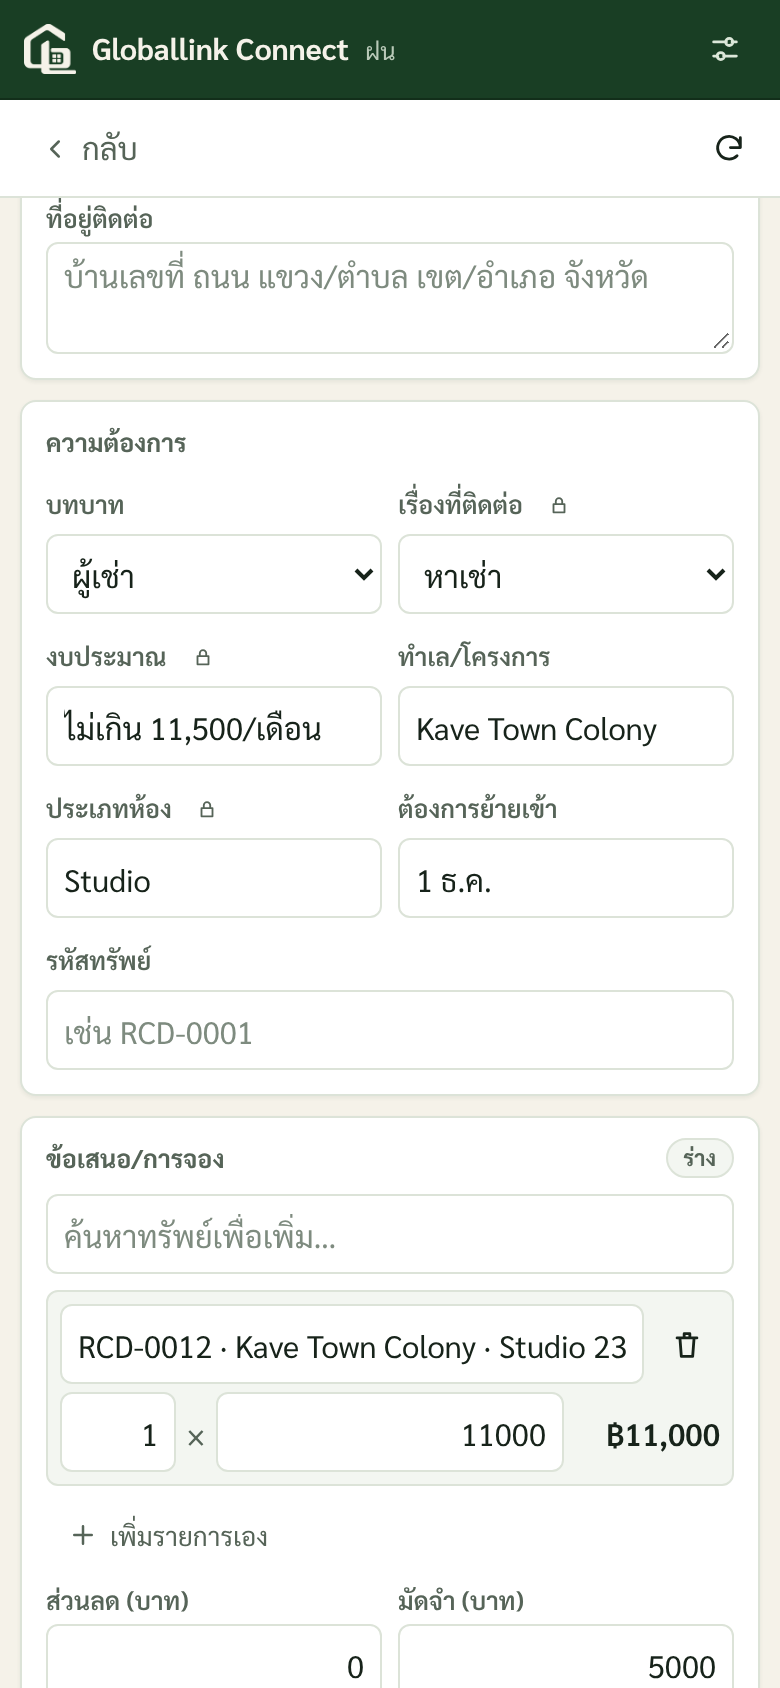 Globallink Connect ฝน
กลับ
ที่อยู่ติดต่อ
บ้านเลขที่ ถนน แขวง/ตำบล เขต/อำเภอ จังหวัด
ความต้องการ
บทบาท
เรื่องที่ติดต่อ
ผู้เช่า
หาเช่า
งบประมาณ
ทำเล/โครงการ
ไม่เกิน 11,500/เดือน
Kave Town Colony
ประเภทห้อง
ต้องการย้ายเข้า
Studio
1 ธ.ค.
รหัสทรัพย์
เช่น RCD-0001
ข้อเสนอ/การจอง
ร่าง
ค้นหาทรัพย์เพื่อเพิ่ม...
RCD-0012 · Kave Town Colony · Studio 23
1 × 11000 ฿11,000
+ เพิ่มรายการเอง
ส่วนลด (บาท)
มัดจำ (บาท)
0
5000